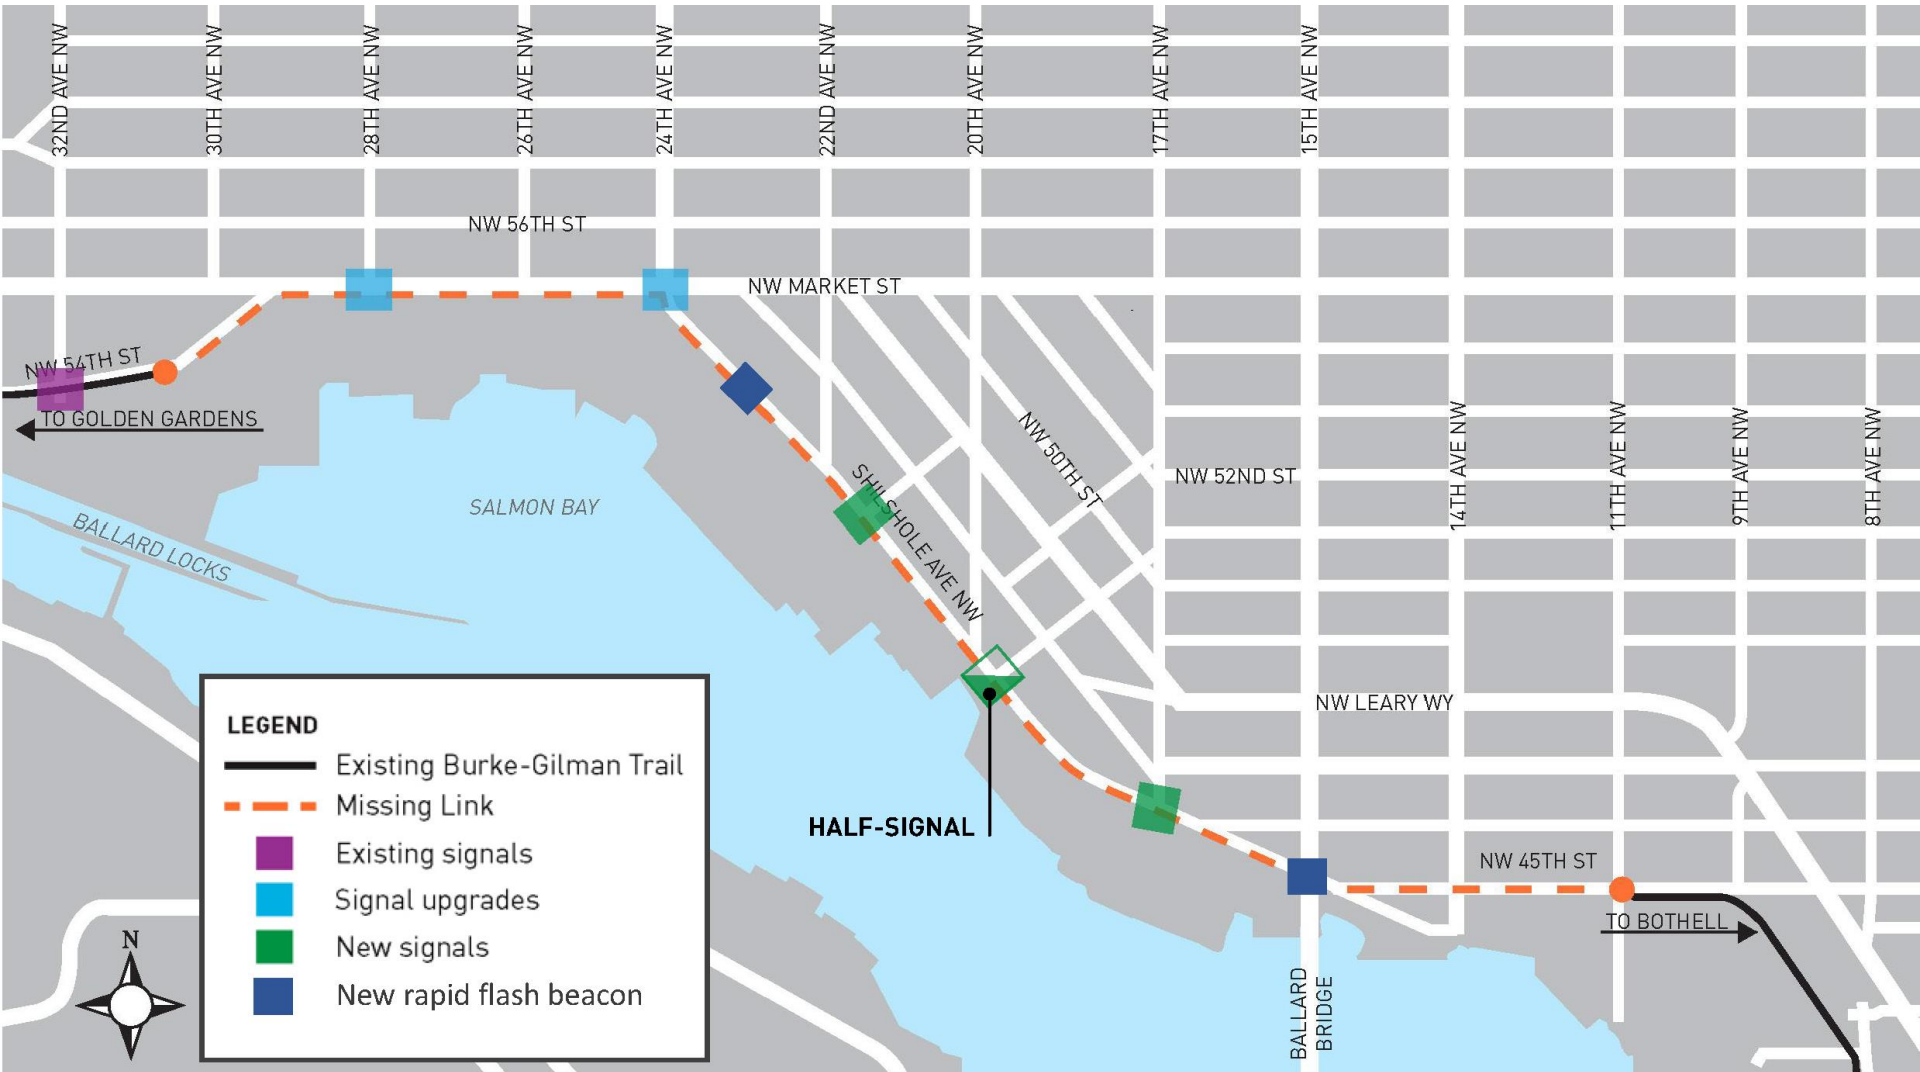 32ND AVE NW
30TH AVE NW
28TH AVE NW
26TH AVE NW
24TH AVE NW
22ND AVE NW
20TH AVE NW
17TH AVE NW
15TH AVE NW
NW 56TH ST
NW MARKET ST
NW 54TH ST
TO GOLDEN GARDENS
SALMON BAY
BALLARD LOCKS
SHILSHOLE AVE NW
NW 50TH ST
NW 52ND ST
14TH AVE NW
11TH AVE NW
9TH AVE NW
8TH AVE NW
NW LEARY WY
HALF-SIGNAL
NW 45TH ST
TO BOTHELL
BALLARD
BRIDGE
LEGEND
Existing Burke-Gilman Trail
Missing Link
Existing signals
Signal upgrades
New signals
New rapid flash beacon
N